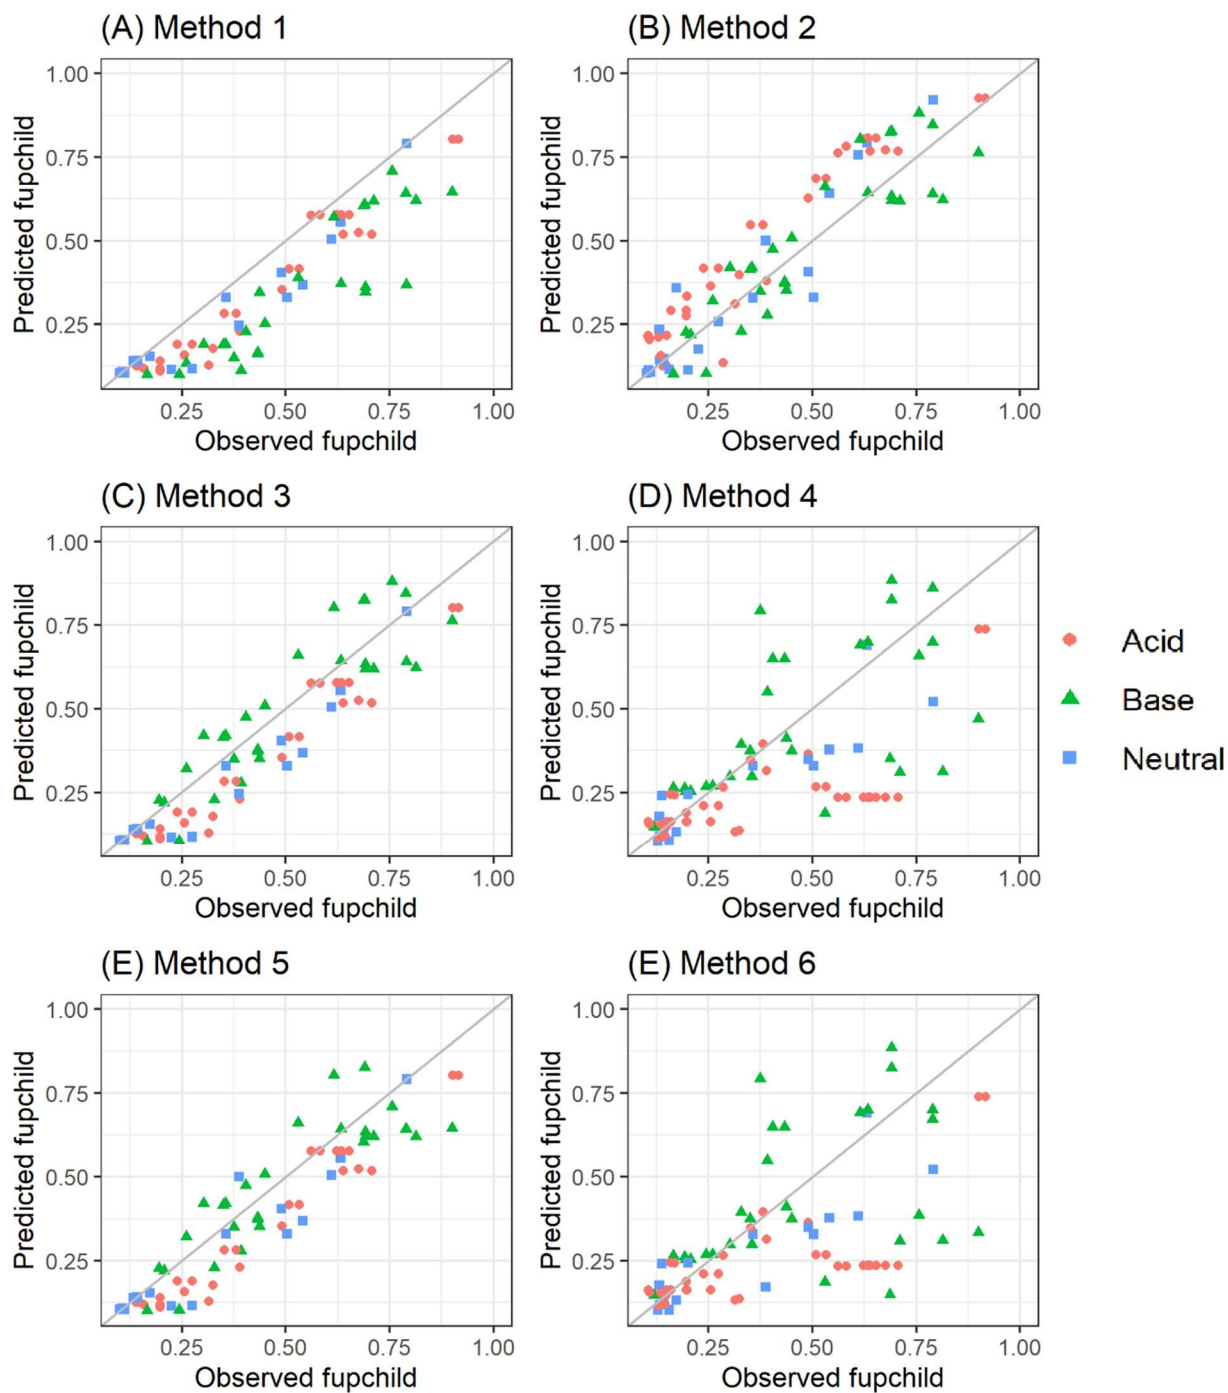 (A) Method 1
Predicted fupchild
1.00
0.75
0.50
0.25
0.25 0.50 0.75 1.00
Observed fupchild
(B) Method 2
Predicted fupchild
1.00
0.75
0.50
0.25
0.25 0.50 0.75 1.00
Observed fupchild
(C) Method 3
Predicted fupchild
1.00
0.75
0.50
0.25
0.25 0.50 0.75 1.00
Observed fupchild
(D) Method 4
Predicted fupchild
1.00
0.75
0.50
0.25
0.25 0.50 0.75 1.00
Observed fupchild
Acid
Base
Neutral
(E) Method 5
Predicted fupchild
1.00
0.75
0.50
0.25
0.25 0.50 0.75 1.00
Observed fupchild
(E) Method 6
Predicted fupchild
1.00
0.75
0.50
0.25
0.25 0.50 0.75 1.00
Observed fupchild